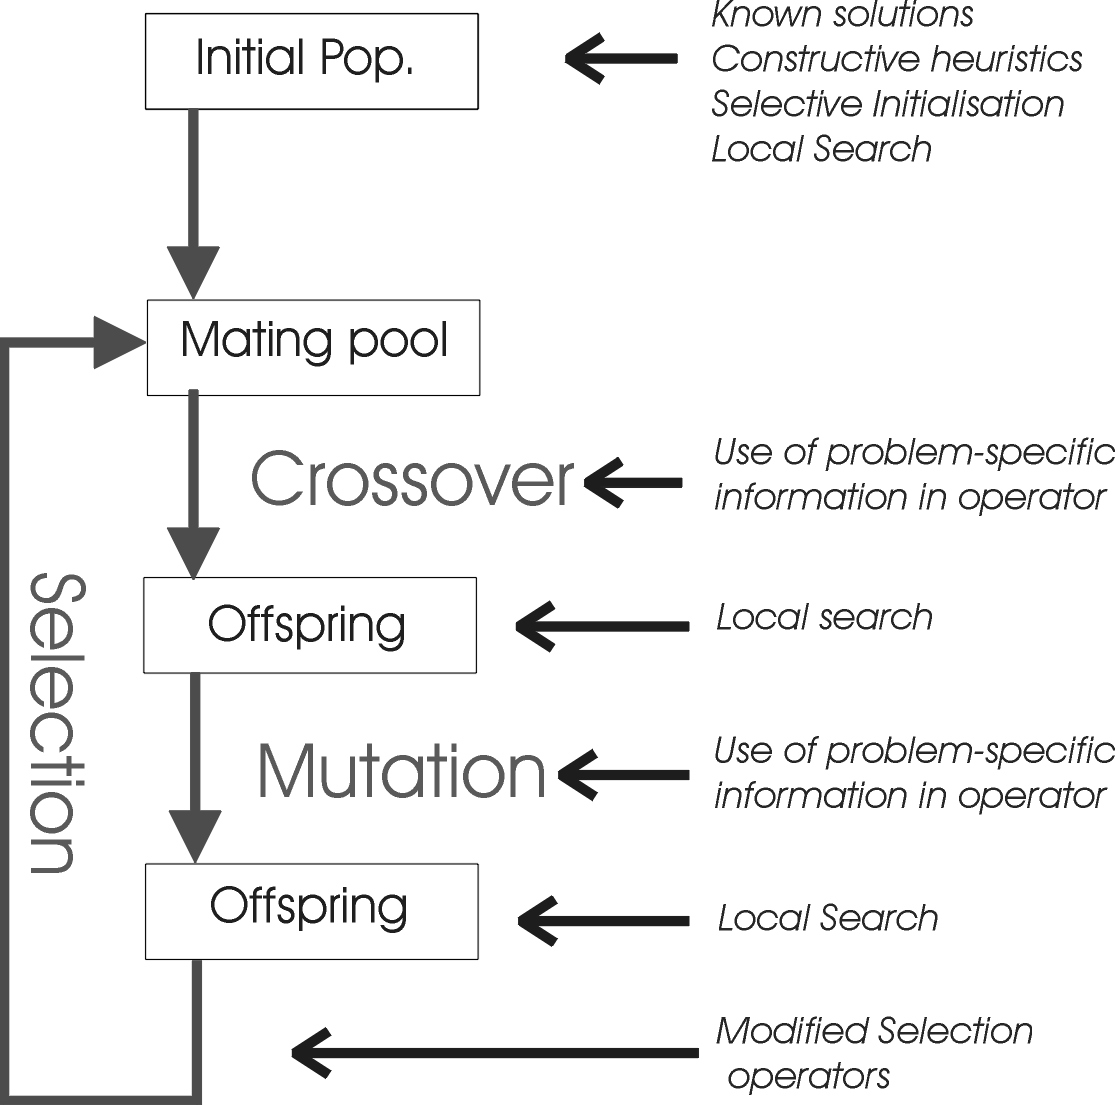 Initial Pop.
Known solutions
Constructive heuristics
Selective Initialisation
Local Search
Mating pool
Crossover
Use of problem-specific
information in operator
Selection
Offspring
Local search
Mutation
Use of problem-specific
information in operator
Offspring
Local Search
Modified Selection
operators